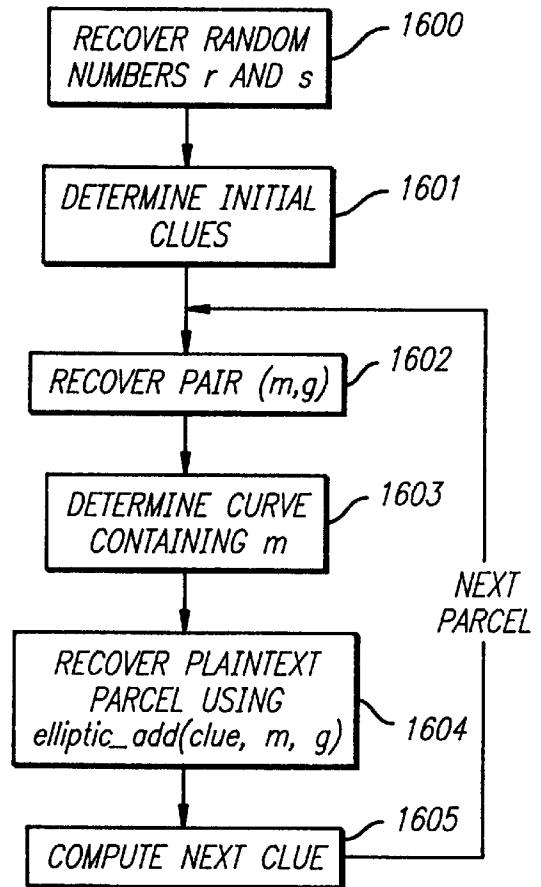 RECOVER RANDOM
NUMBERS r AND s
1600
DETERMINE INITIAL
CLUES
1601
RECOVER PAIR (m,g)
1602
DETERMINE CURVE
CONTAINING m
1603
NEXT
PARCEL
RECOVER PLAINTEXT
PARCEL USING
elliptic_add(clue, m, g)
1604
COMPUTE NEXT CLUE
1605